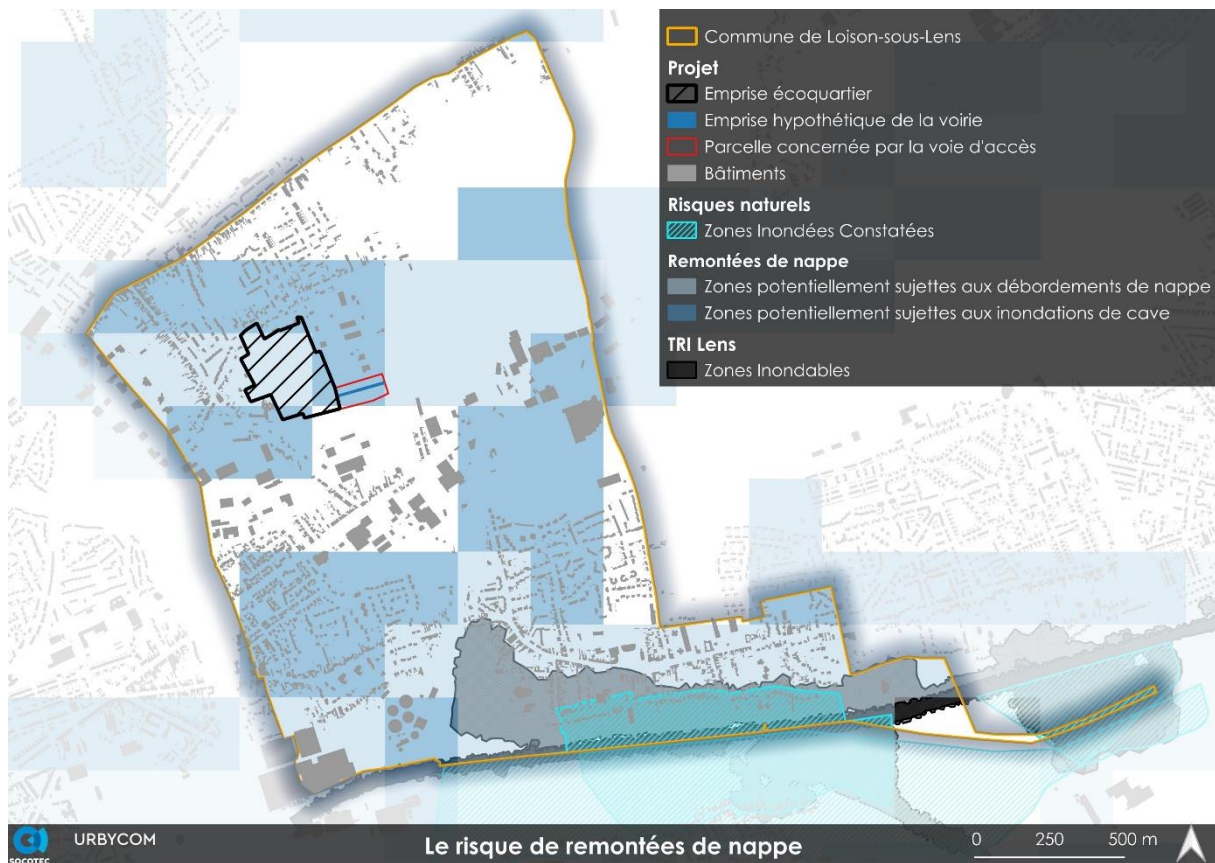 Commune de Loison-sous-Lens
Projet
Emprise écoquartier
Emprise hypothétique de la voirie
Parcelle concernée par la voie d'accès
Bâtiments
Risques naturels
Zones Inondées Constatées
Remontées de nappe
Zones potentiellement sujettes aux débordements de nappe
Zones potentiellement sujettes aux inondations de cave
TRI Lens
Zones Inondables
SOCOTEC
URBYCOM
Le risque de remontées de nappe
0 250 500 m